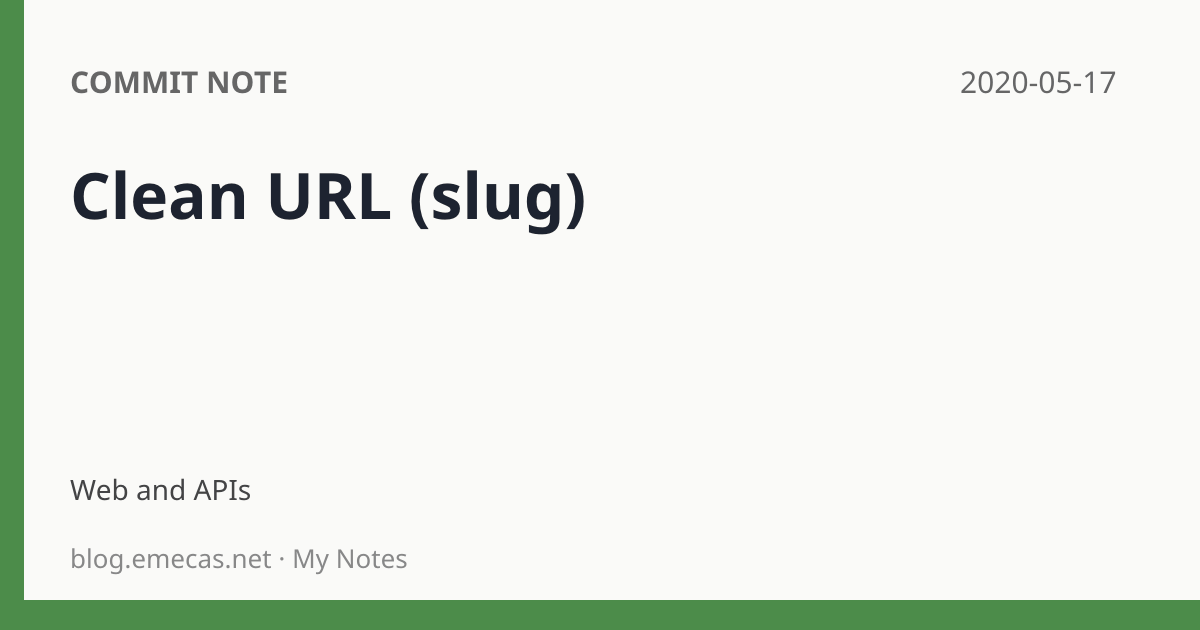 COMMIT NOTE
2020-05-17
Clean URL (slug)
Web and APIs
blog.emecas.net · My Notes